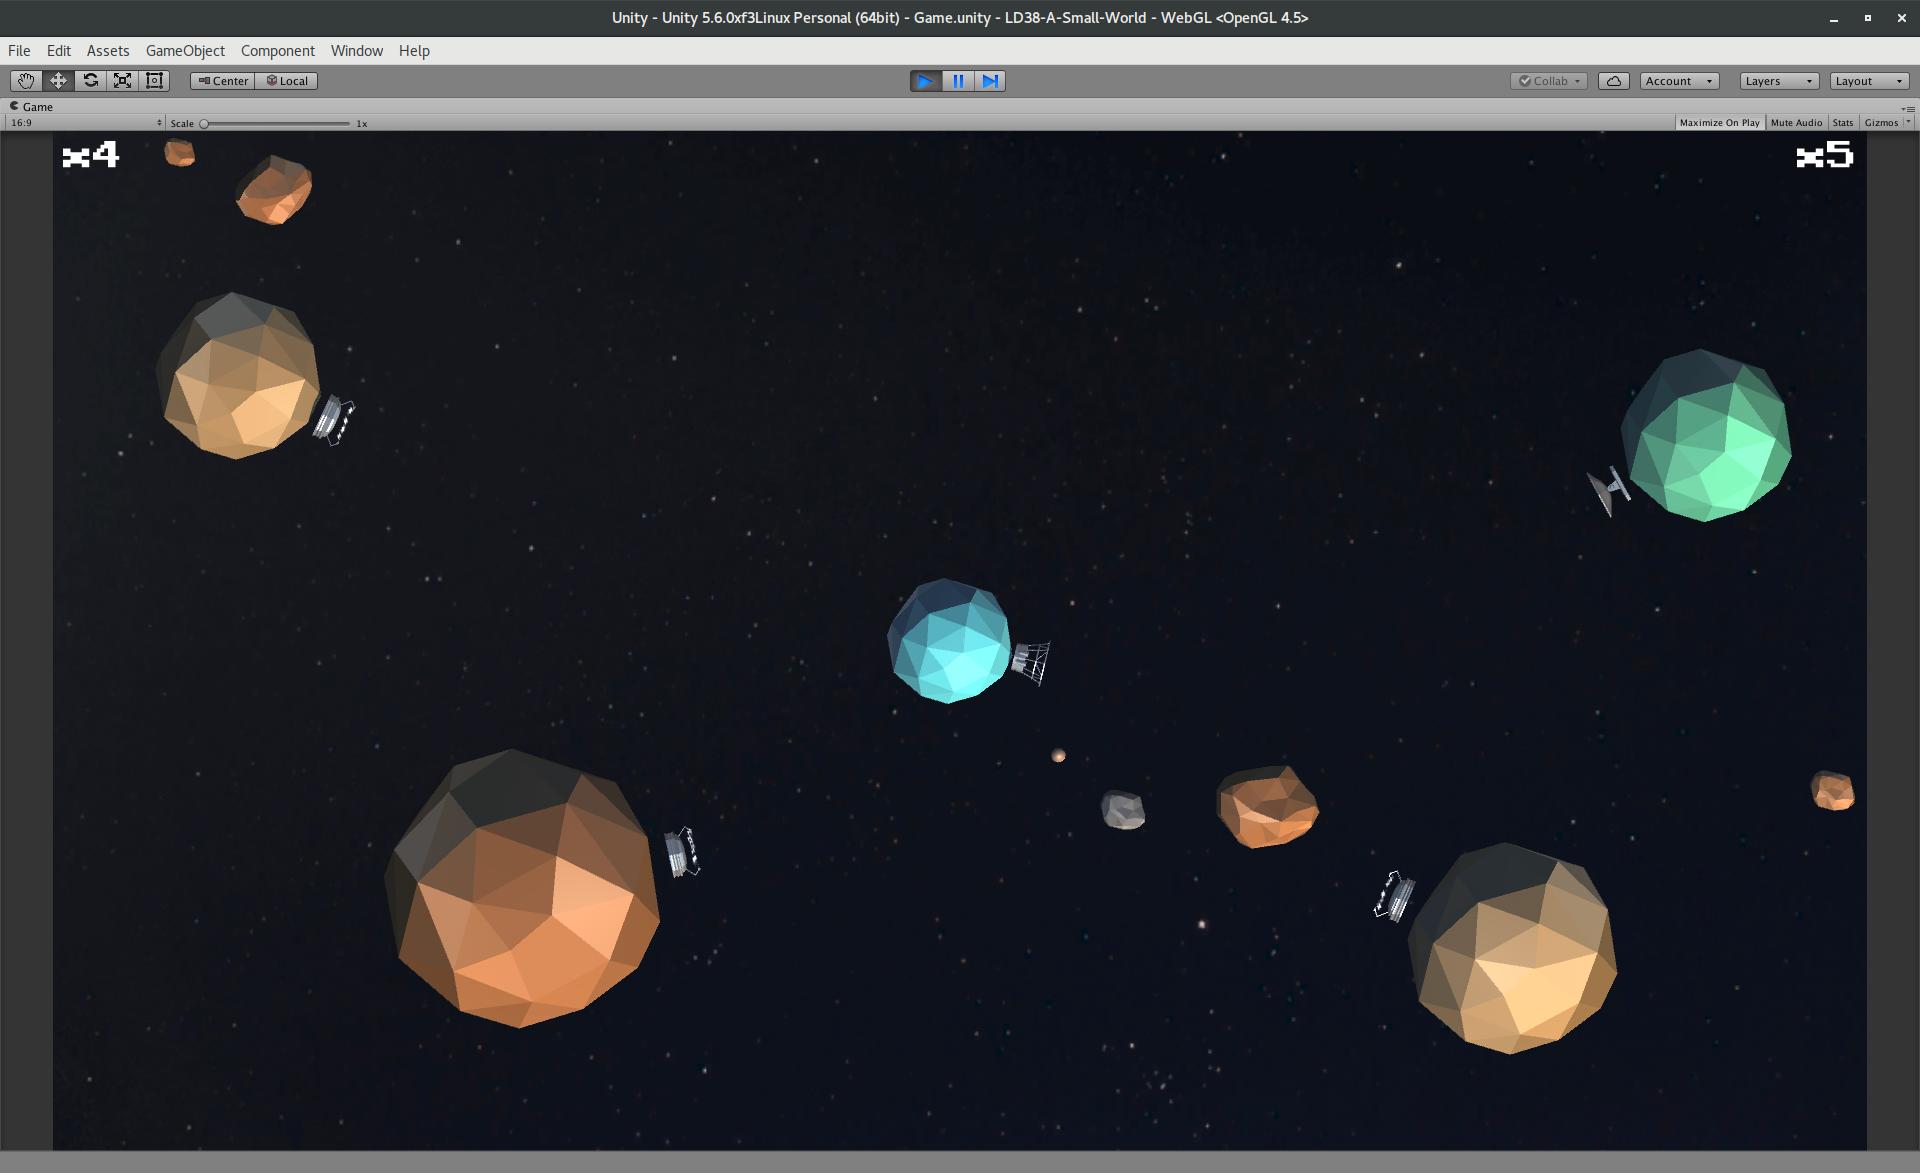 Unity - Unity 5.6.0xf3Linux Personal (64bit) - Game.unity - LD38-A-Small-World - WebGL <OpenGL 4.5>
File Edit Assets GameObject Component Window Help
Center Local Collab Account Layers Layout
Game
16:9 Scale 1x Maximize On Play Mute Audio Stats Gizmos
x4 x5